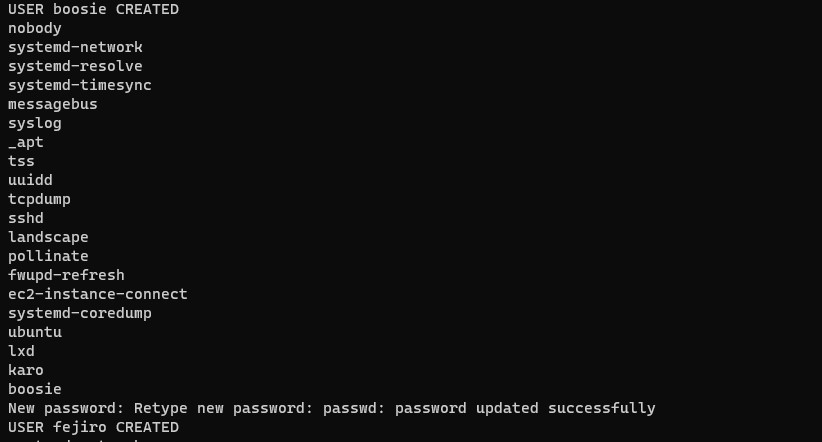 USER boosie CREATED
nobody
systemd-network
systemd-resolve
systemd-timesync
messagebus
syslog
_apt
tss
uuidd
tcpdump
sshd
landscape
pollinate
fwupd-refresh
ec2-instance-connect
systemd-coredump
ubuntu
lxd
karo
boosie
New password: Retype new password: passwd: password updated successfully
USER fejiro CREATED